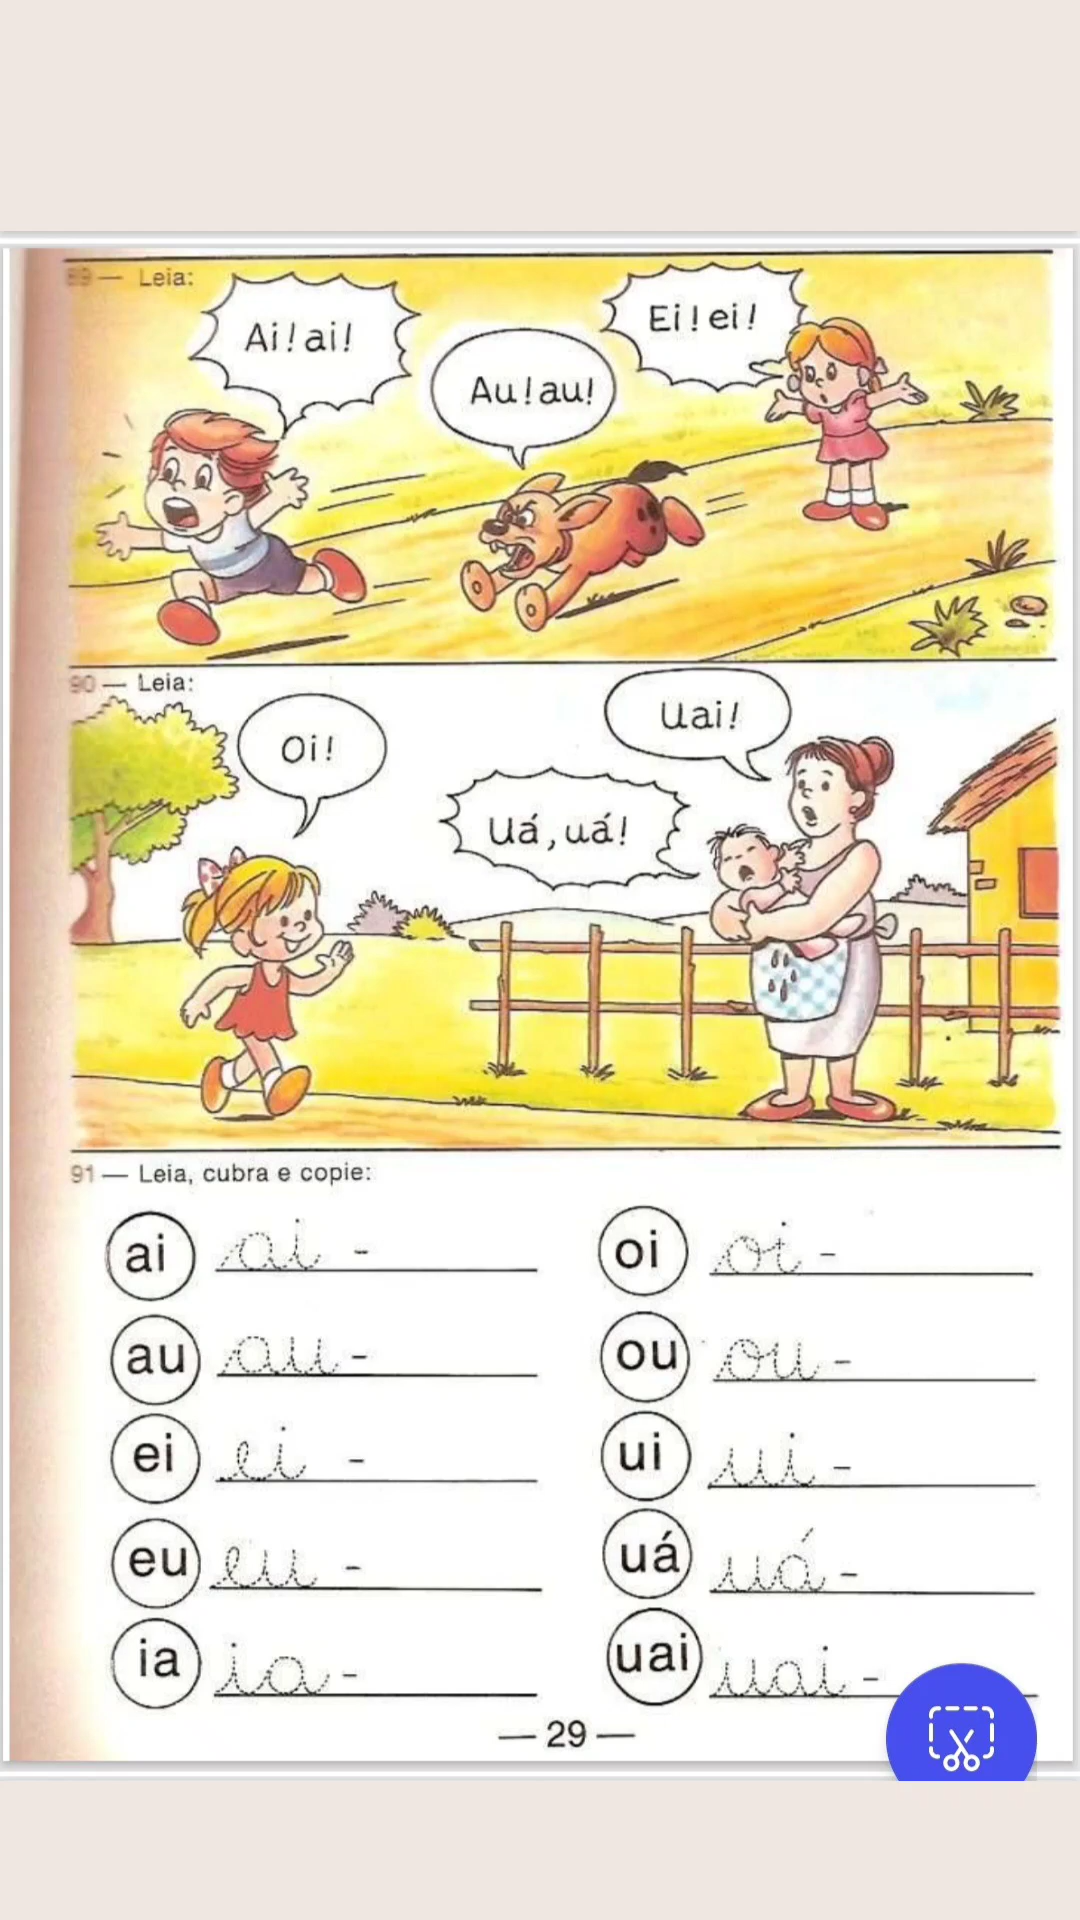 89 — Leia:
Ai! ai!
Au! au!
Ei! ei!
90 — Leia:
Oi!
Uá, uá!
Uai!
91 — Leia, cubra e copie:
ai ai -
oi oi -
au au -
ou ou -
ei ei -
ui ui -
eu eu -
uá uá -
ia ia -
uai uai -
— 29 —